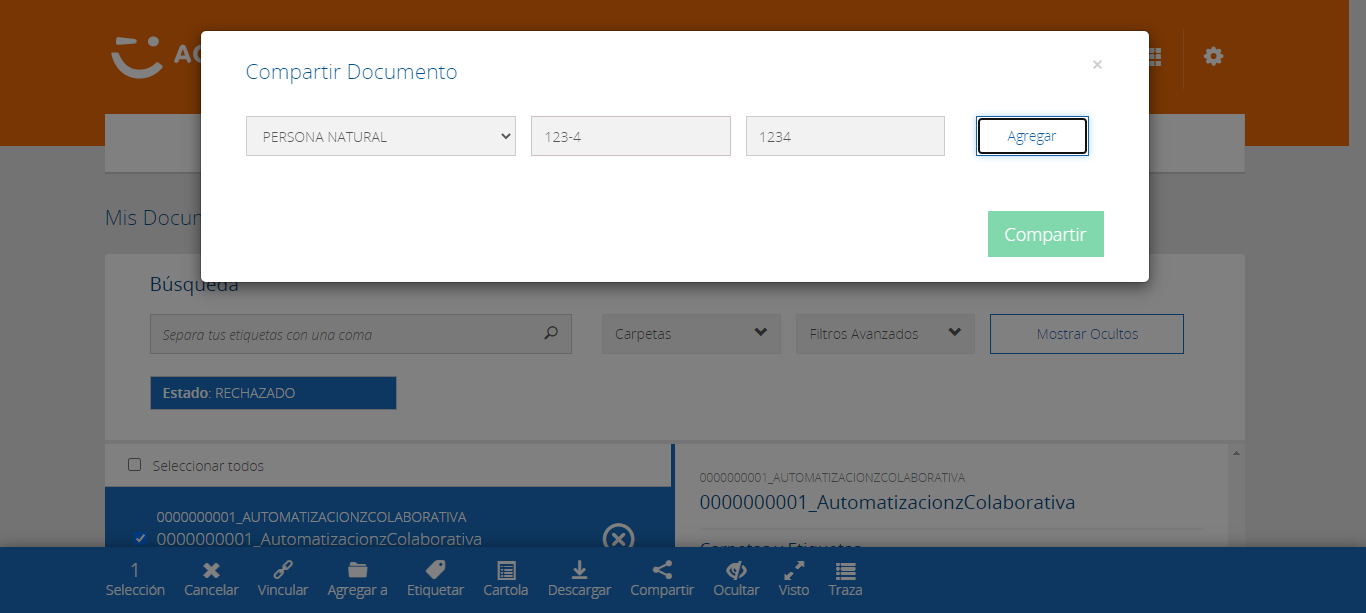 Compartir Documento
×
PERSONA NATURAL
123-4
1234
Agregar
Compartir
Mis Docum
Búsqueda
Separa tus etiquetas con una coma
Carpetas
Filtros Avanzados
Mostrar Ocultos
Estado: RECHAZADO
Seleccionar todos
0000000001_AUTOMATIZACIONZCOLABORATIVA
0000000001_AutomatizacionzColaborativa
0000000001_AUTOMATIZACIONZCOLABORATIVA
0000000001_AutomatizacionzColaborativa
Carpetas y Etiquetas
1
Selección
Cancelar
Vincular
Agregar a
Etiquetar
Cartola
Descargar
Compartir
Ocultar
Visto
Traza